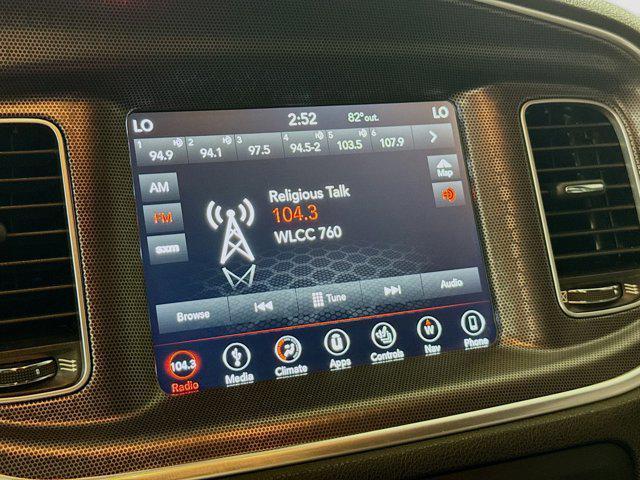 LO 2:52 82° out. LO
1 94.9 2 94.1 3 97.5 4 94.5-2 5 103.5 6 107.9
Map
AM
FM
sxm
Religious Talk
104.3
WLCC 760
Browse Tune Audio
104.3 Radio Media Climate Apps Controls Nav Phone